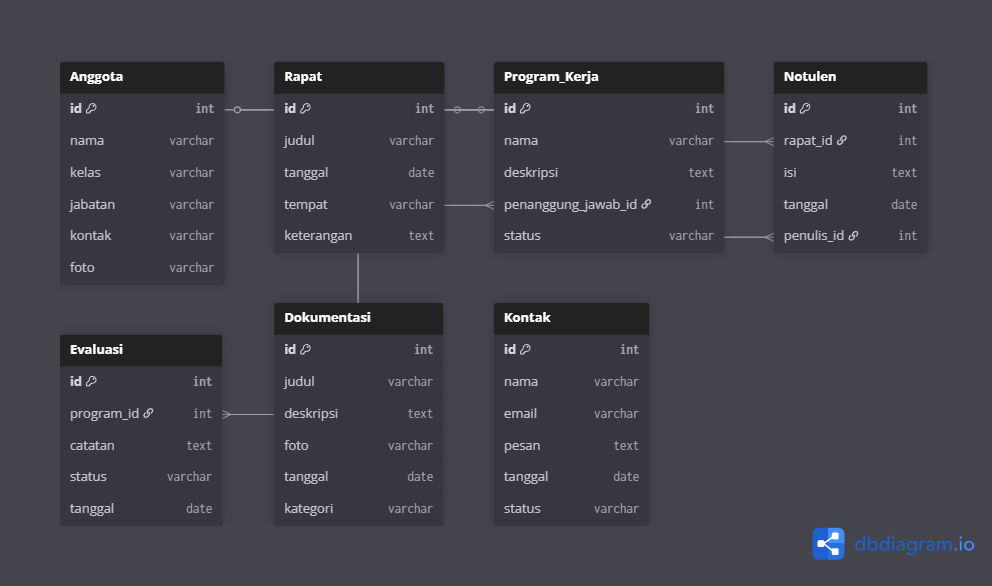 Anggota
id int
nama varchar
kelas varchar
jabatan varchar
kontak varchar
foto varchar
Rapat
id int
judul varchar
tanggal date
tempat varchar
keterangan text
Program_Kerja
id int
nama varchar
deskripsi text
penanggung_jawab_id int
status varchar
Notulen
id int
rapat_id int
isi text
tanggal date
penulis_id int
Evaluasi
id int
program_id int
catatan text
status varchar
tanggal date
Dokumentasi
id int
judul varchar
deskripsi text
foto varchar
tanggal date
kategori varchar
Kontak
id int
nama varchar
email varchar
pesan text
tanggal date
status varchar
dbdiagram.io